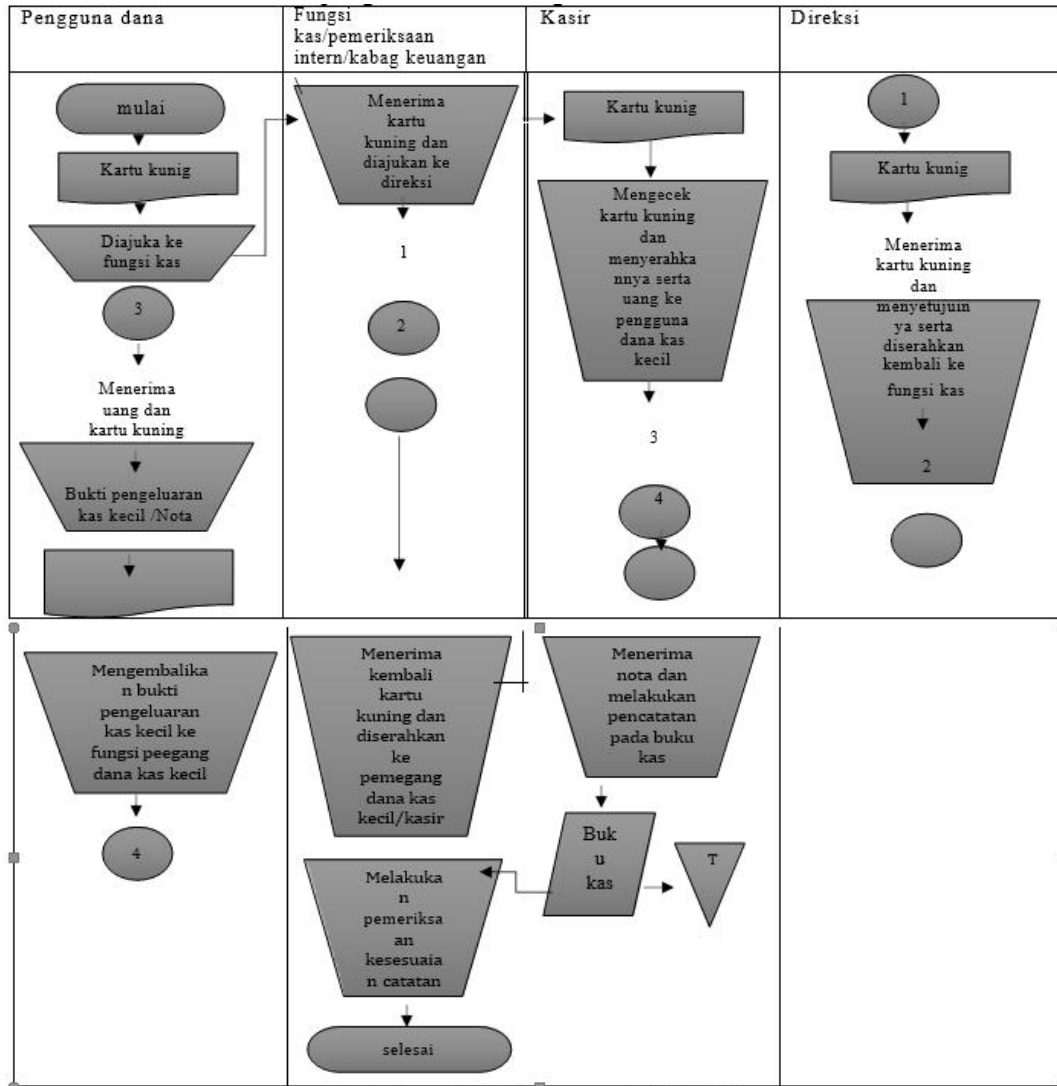 Pengguna dana
Fungsi
kas/pemeriksaan
intern/kabag keuangan
Kasir
Direksi
mulai
Kartu kunig
Diajuka ke
fungsi kas
3
Menerima
uang dan
kartu kuning
Bukti pengeluaran
kas kecil /Nota
Menerima
kartu
kuning dan
diajukan ke
direksi
1
2
Kartu kunig
Mengecek
kartu kuning
dan
menyerahka
nnya serta
uang ke
pengguna
dana kas
kecil
3
4
1
Kartu kunig
Menerima
kartu kuning
dan
menyetujuin
ya serta
diserahkan
kembali ke
fungsi kas
2
Mengembalika
n bukti
pengeluaran
kas kecil ke
fungsi peegang
dana kas kecil
4
Menerima
kembali
kartu
kuning dan
diserahkan
ke
pemegang
dana kas
kecil/kasir
Melakuka
n
pemeriksa
an
kesesuaia
n catatan
selesai
Menerima
nota dan
melakukan
pencatatan
pada buku
kas
Buk
u
kas
T